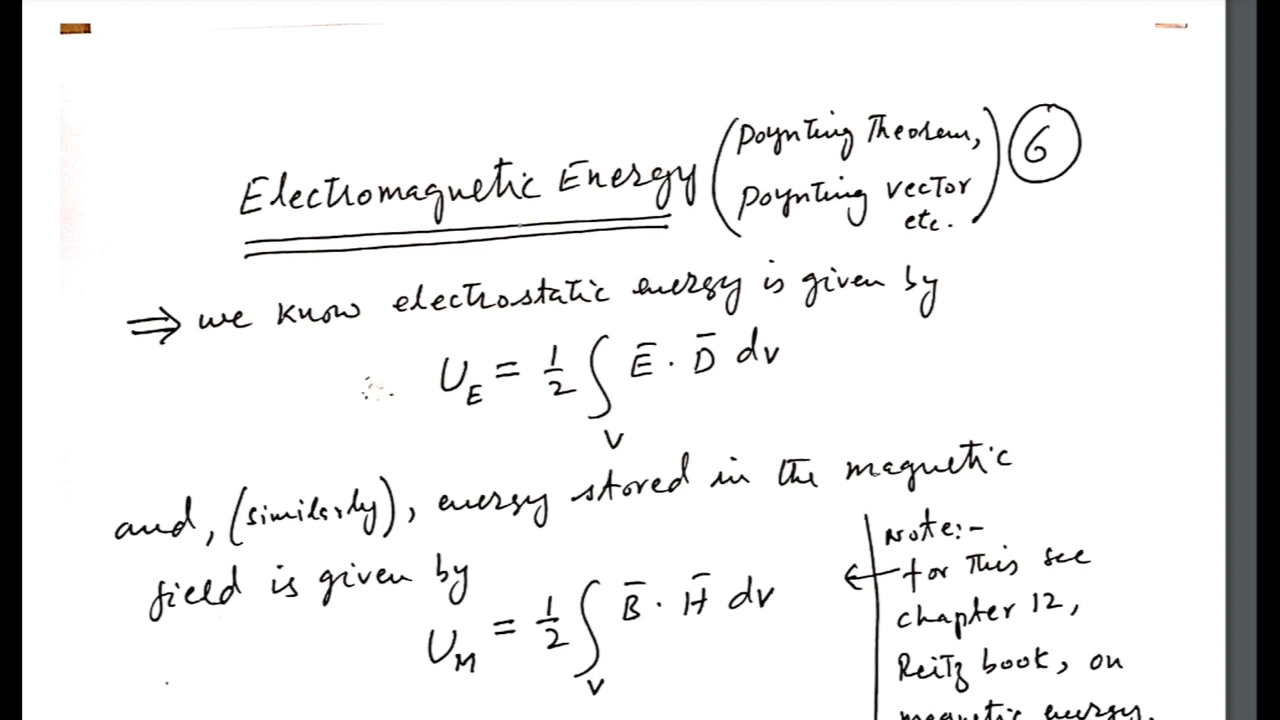 Electromagnetic Energy (Poynting Theorem, Poynting vector etc.) 6
⇒ we know electrostatic energy is given by
U_E = 1/2 ∫_V Ē · D̄ dv
and, (similarly), energy stored in the magnetic
field is given by
U_M = 1/2 ∫_V B̄ · H̄ dv
Note:-
for this see
chapter 12,
Reitz book, on
magnetic energy.